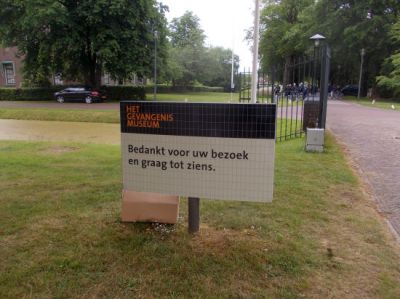 HET
GEVANGENIS
MUSEUM
Bedankt voor uw bezoek
en graag tot ziens.